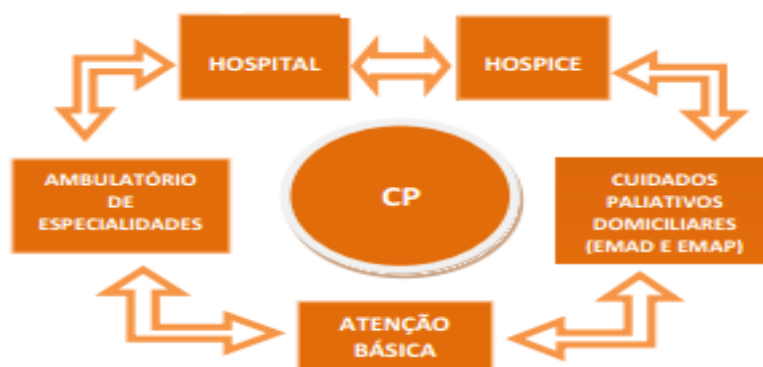 HOSPITAL
HOSPICE
AMBULATÓRIO
DE
ESPECIALIDADES
CP
CUIDADOS
PALIATIVOS
DOMICILIARES
(EMAD E EMAP)
ATENÇÃO
BÁSICA